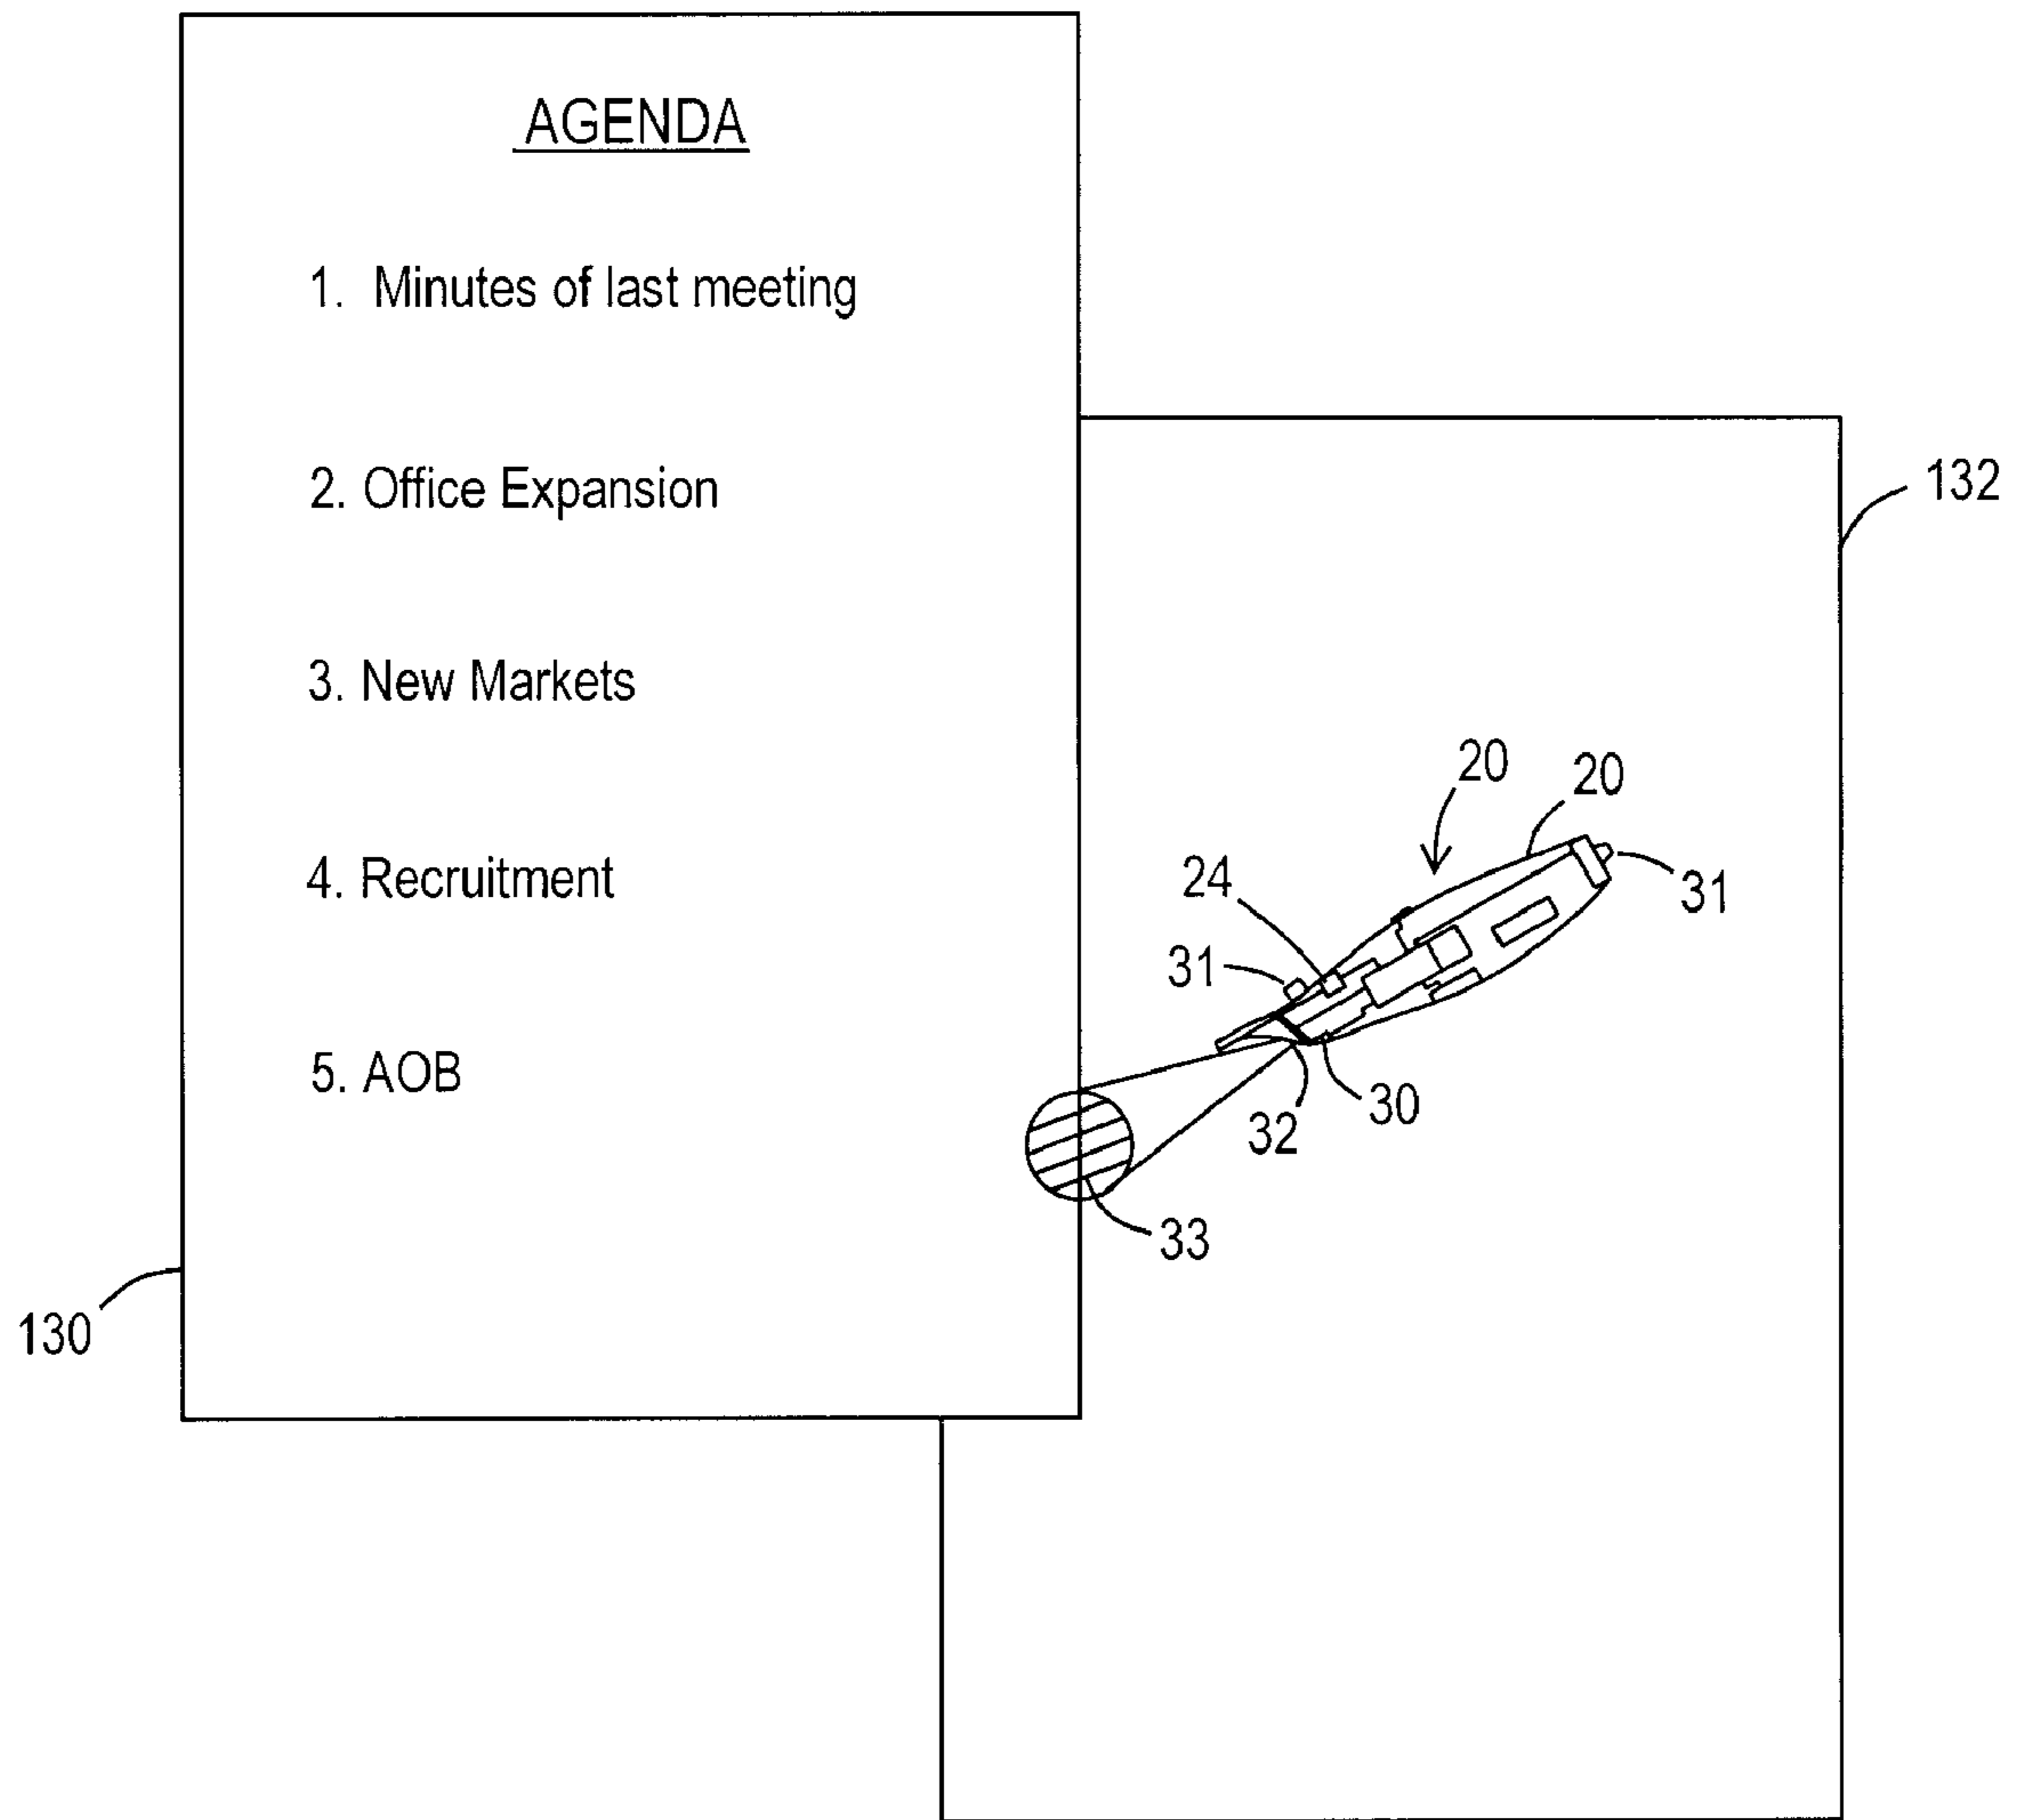 AGENDA
1. Minutes of last meeting
2. Office Expansion
132
3. New Markets
20
20
4. Recruitment
24
31
31
5. AOB
30
32
33
130